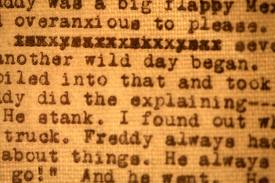 ddy was a big flappy Me
overanxious to please.
xxxxyxxxxxxxxyxxx seve
another wild day began.
piled into that and took
dy did the explaining--
He stank. I found out wh
truck. Freddy always ha
about things. He always
go!" And he went. He